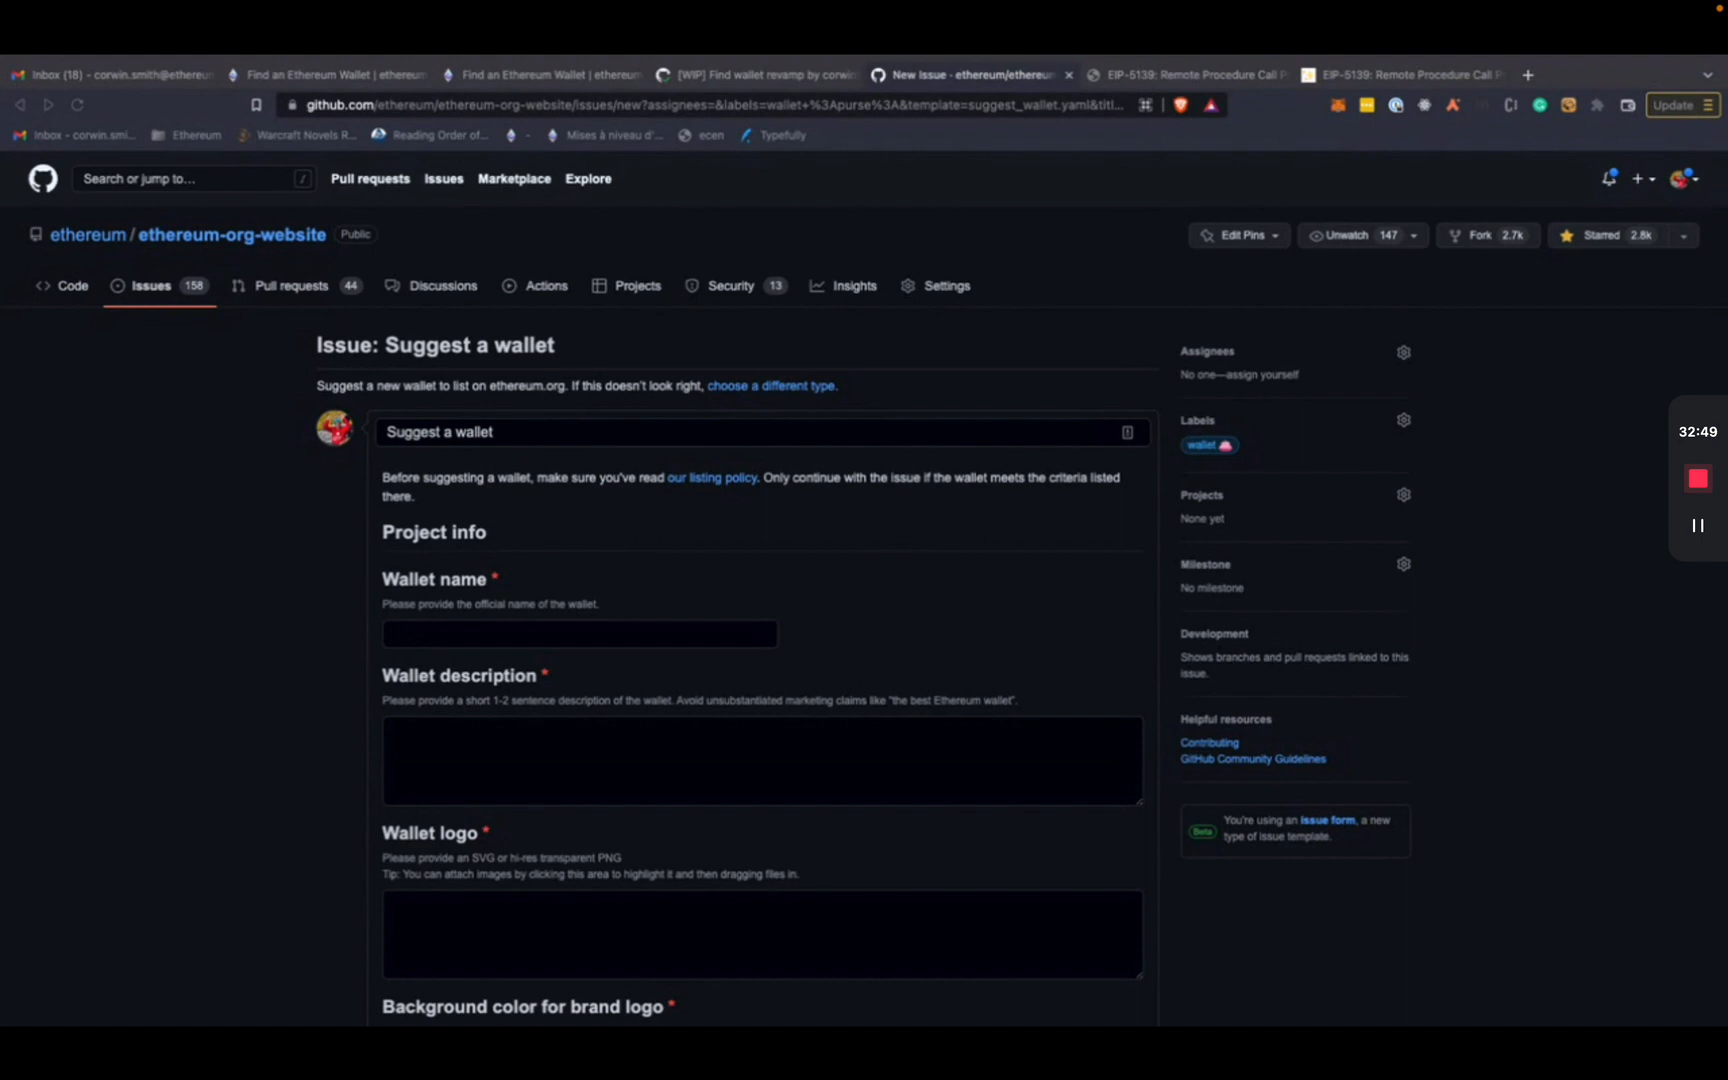 Inbox (18) - corwin.smith@ethereu
Find an Ethereum Wallet | ethereum
Find an Ethereum Wallet | ethereum
[WIP] Find wallet revamp by corwin
New Issue - ethereum/ethereum
EIP-5139: Remote Procedure Call P
EIP-5139: Remote Procedure Call P
github.com/ethereum/ethereum-org-website/issues/new?assignees=&labels=wallet+%3Apurse%3A&template=suggest_wallet.yaml&titl...
Update
Inbox - corwin.smi...
Ethereum
Warcraft Novels R...
Reading Order of...
-
Mises à niveau d'...
ecen
Typefully
Search or jump to...
/
Pull requests
Issues
Marketplace
Explore
ethereum / ethereum-org-website
Public
Edit Pins
Unwatch 147
Fork 2.7k
Starred 2.8k
Code
Issues 158
Pull requests 44
Discussions
Actions
Projects
Security 13
Insights
Settings
Issue: Suggest a wallet
Suggest a new wallet to list on ethereum.org. If this doesn't look right, choose a different type.
Suggest a wallet
Before suggesting a wallet, make sure you've read our listing policy. Only continue with the issue if the wallet meets the criteria listed
there.
Project info
Wallet name *
Please provide the official name of the wallet.
Wallet description *
Please provide a short 1-2 sentence description of the wallet. Avoid unsubstantiated marketing claims like "the best Ethereum wallet".
Wallet logo *
Please provide an SVG or hi-res transparent PNG
Tip: You can attach images by clicking this area to highlight it and then dragging files in.
Background color for brand logo *
Assignees
No one—assign yourself
Labels
wallet
Projects
None yet
Milestone
No milestone
Development
Shows branches and pull requests linked to this
issue.
Helpful resources
Contributing
GitHub Community Guidelines
Beta
You're using an issue form, a new
type of issue template.
32:49